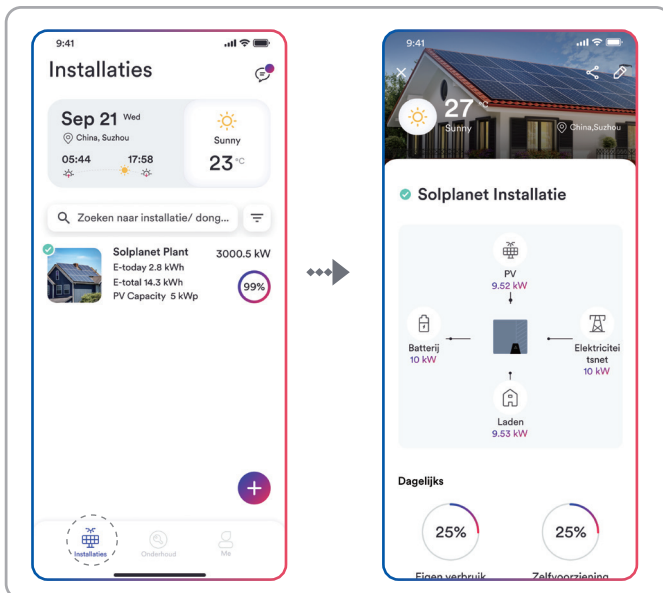 9:41
Installaties
Sep 21 Wed
China, Suzhou
05:44 17:58
Sunny
23 °C
Zoeken naar installatie/ dong...
Solplanet Plant 3000.5 kW
E-today 2.8 kWh
E-total 14.3 kWh
PV Capacity 5 kWp
99%
+
Installaties
Onderhoud
Me
9:41
27 °C
Sunny
China,Suzhou
Solplanet Installatie
PV
9.52 kW
Batterij
10 kW
Elektricitei
tsnet
10 kW
Laden
9.53 kW
Dagelijks
25% 25%
Eigen verbruik Zelfvoorziening